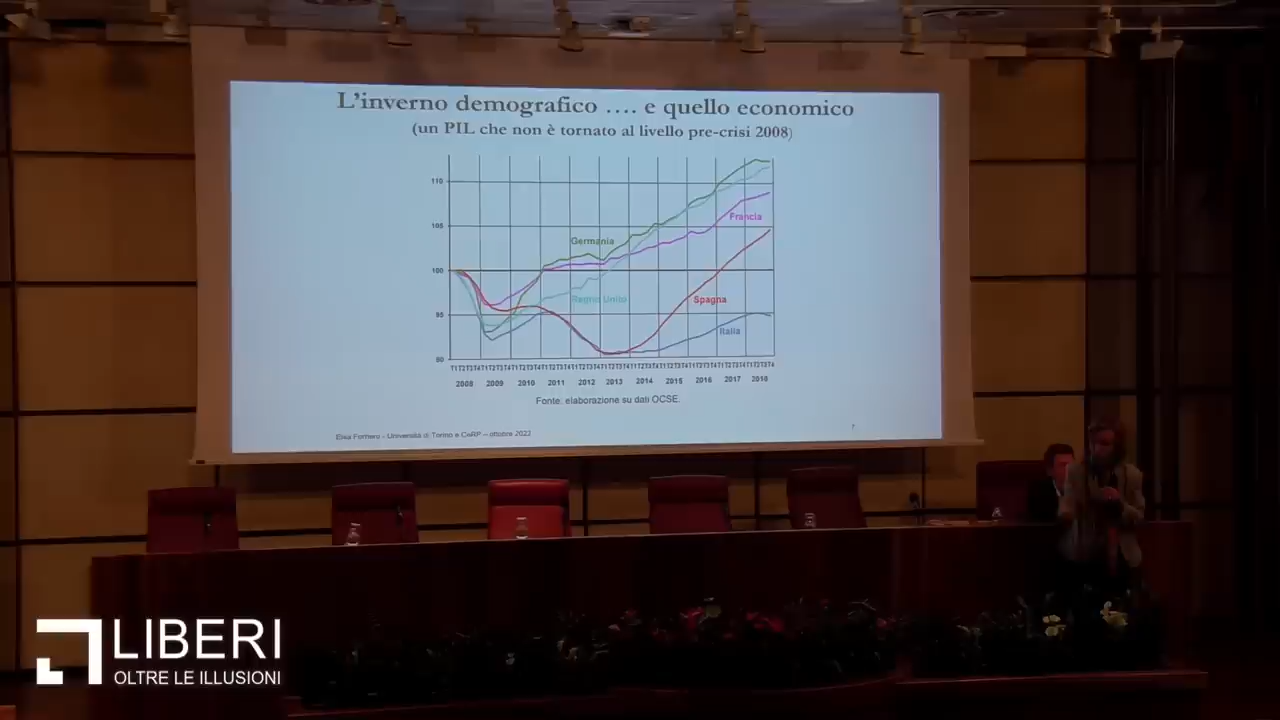 L'inverno demografico …. e quello economico
(un PIL che non è tornato al livello pre-crisi 2008)
110
105
100
95
90
Germania
Francia
Regno Unito
Spagna
Italia
T1T2T3T4T1T2T3T4T1T2T3T4T1T2T3T4T1T2T3T4T1T2T3T4T1T2T3T4T1T2T3T4T1T2T3T4T1T2T3T4T1T2T3T4
2008 2009 2010 2011 2012 2013 2014 2015 2016 2017 2018
Fonte: elaborazione su dati OCSE.
Elsa Fornero - Università di Torino e CeRP – ottobre 2022
7
LIBERI
OLTRE LE ILLUSIONI